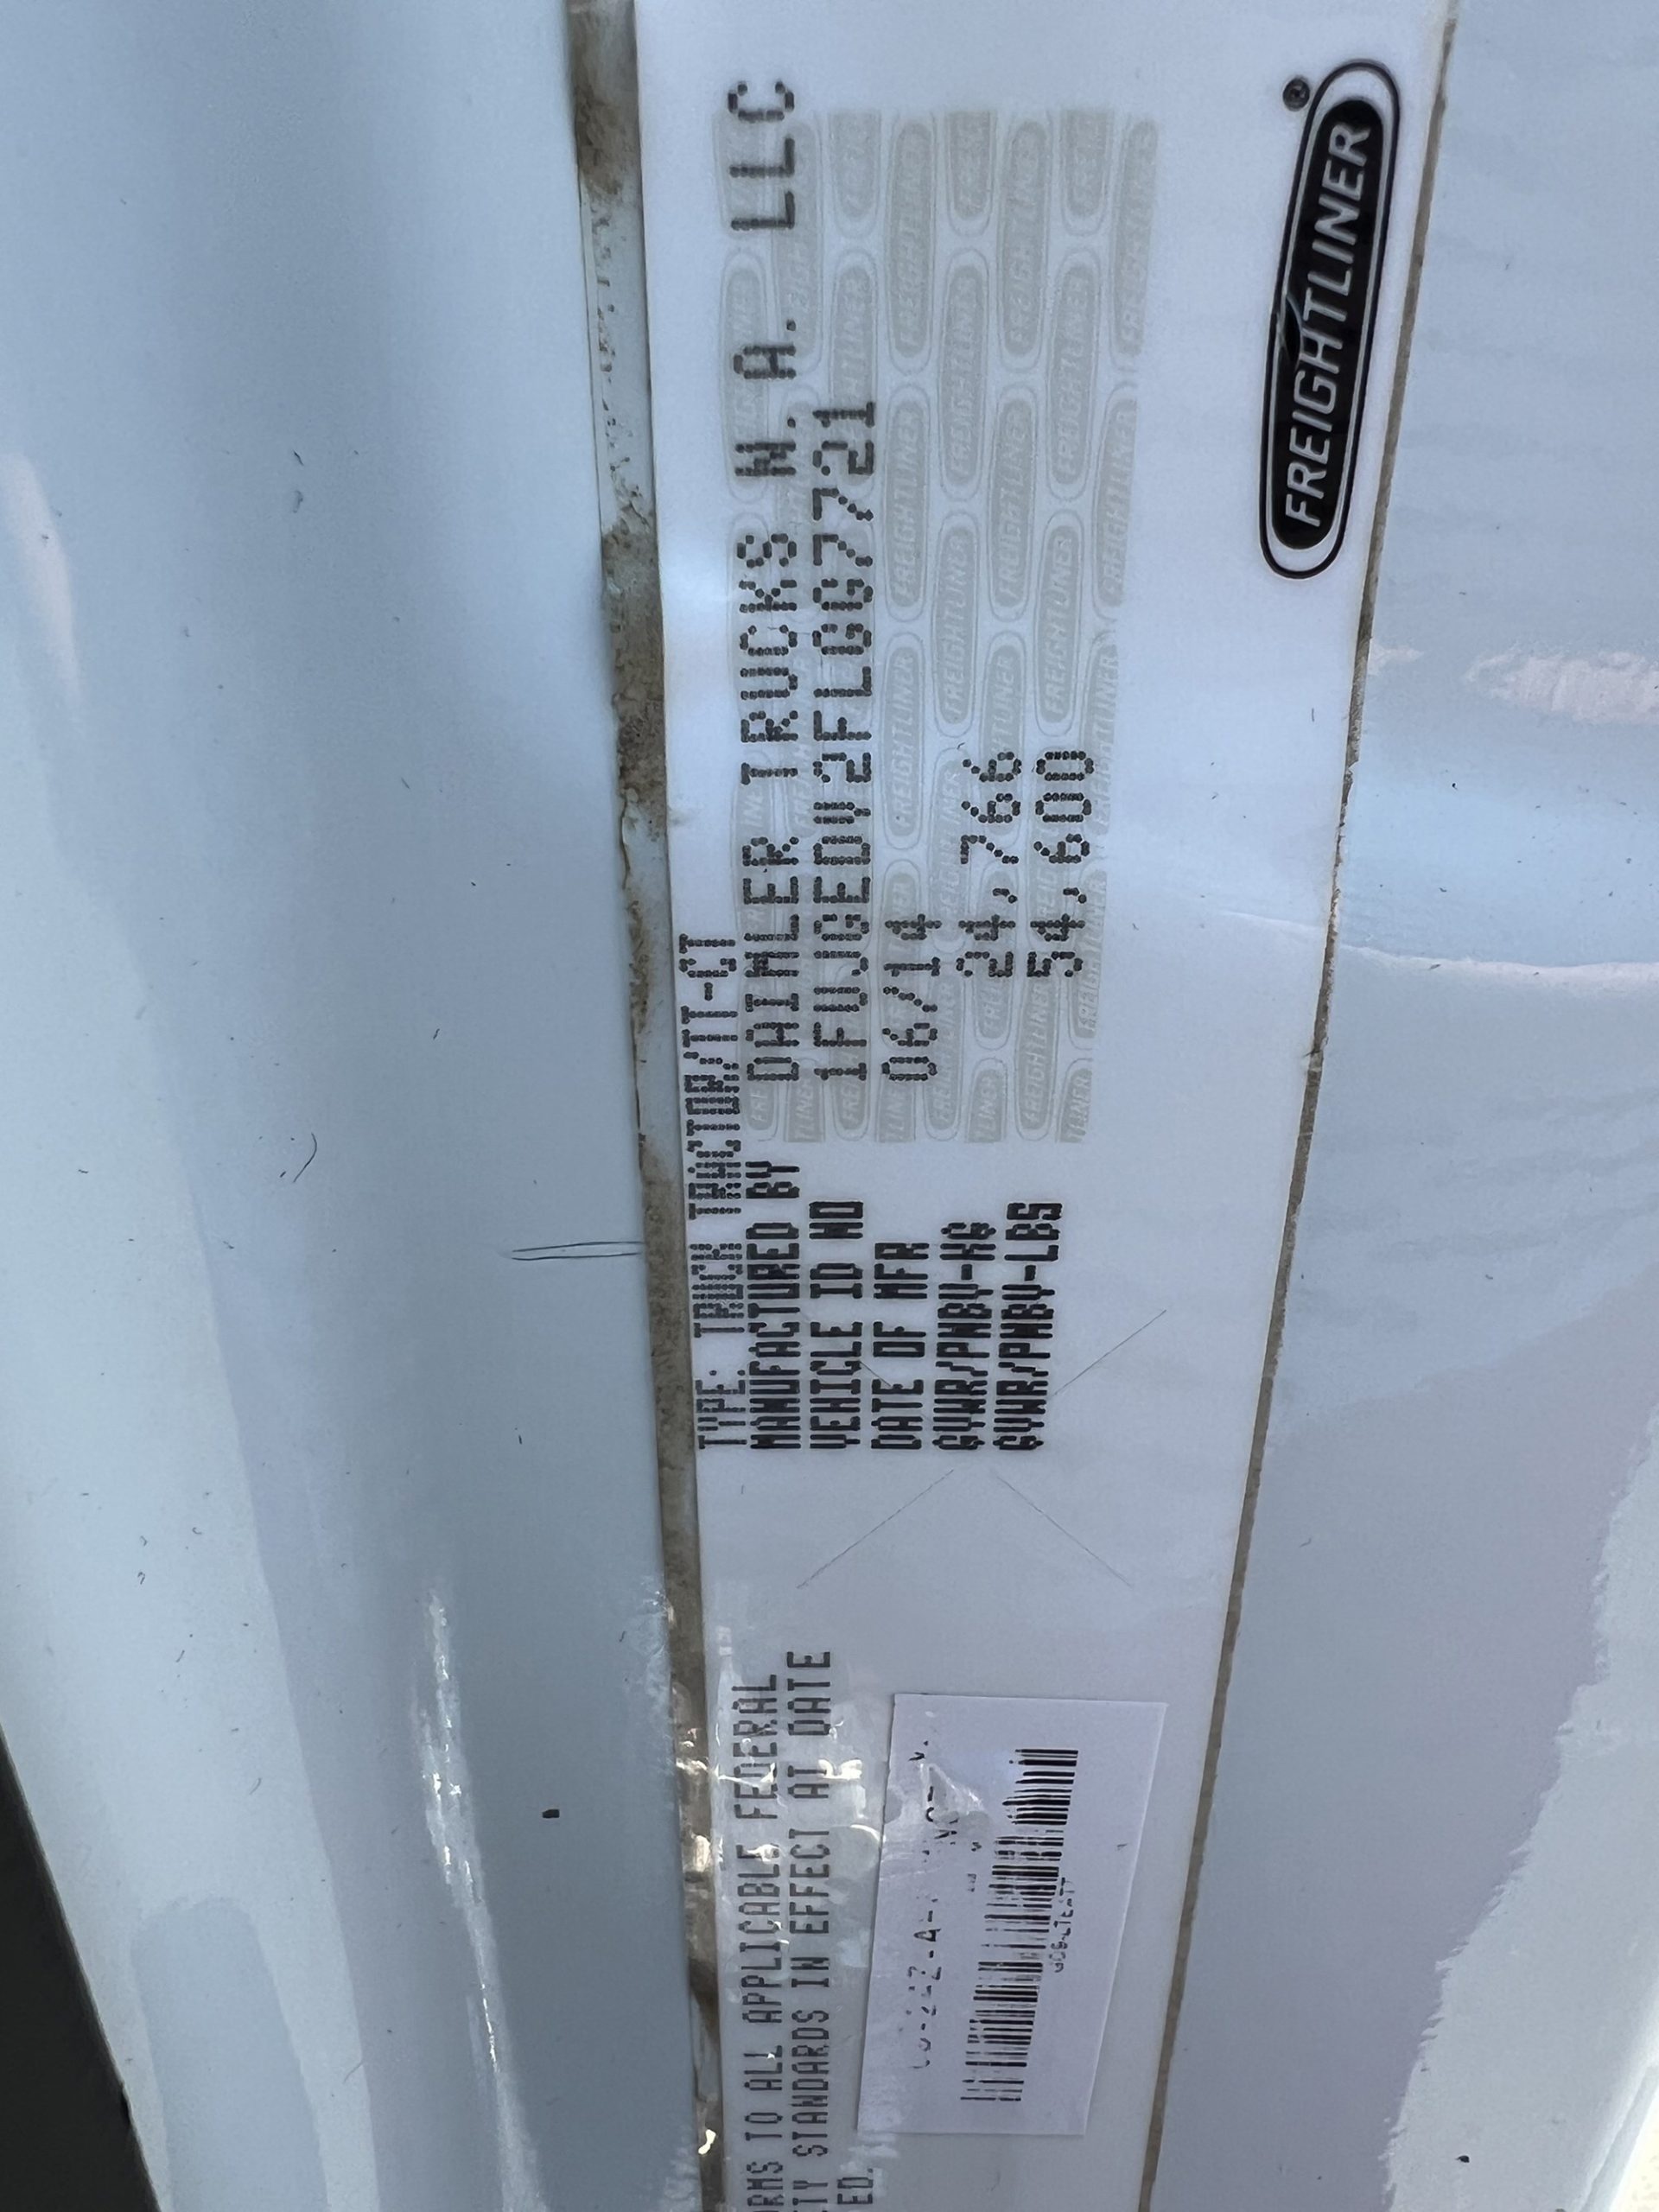 FREIGHTLINER®
TYPE: TRUCK TRACTOR/TT-CT
MANUFACTURED BY DAIMLER TRUCKS N.A. LLC
VEHICLE ID NO 1FUJGEDV2FLGG7721
DATE OF MFR 06/14
GVWR/PNBV-KG 24,766
GVWR/PNBV-LBS 54,600
ORMS TO ALL APPLICABLE FEDERAL
TY STANDARDS IN EFFECT AT DATE
ED.